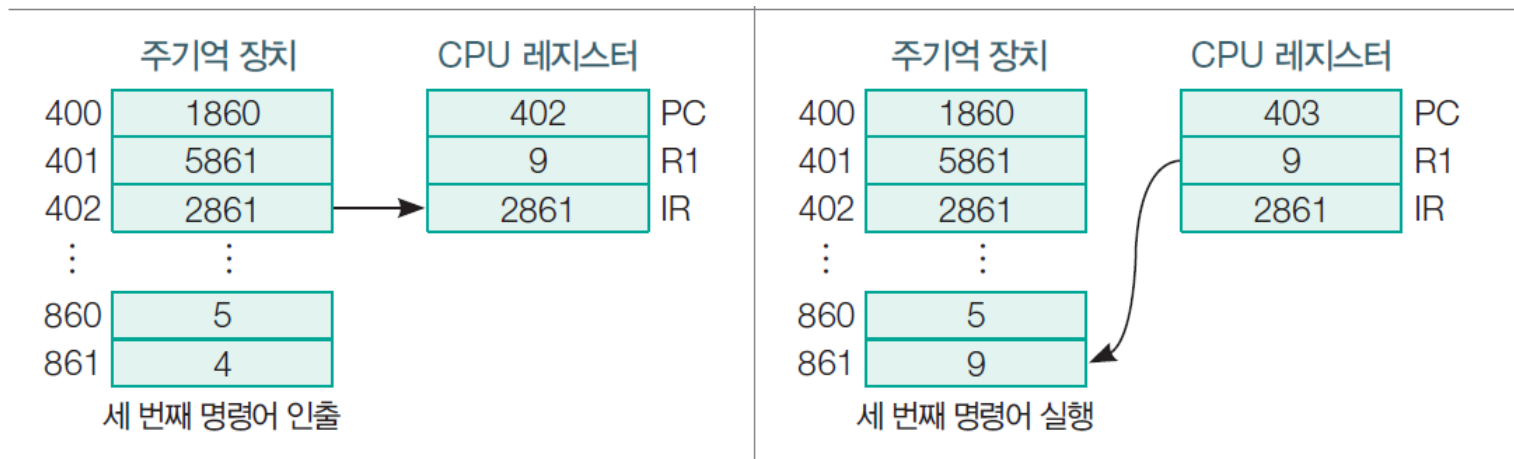 주기억 장치 CPU 레지스터
400 1860 402 PC
401 5861 9 R1
402 2861 2861 IR
⋮ ⋮
860 5
861 4
세 번째 명령어 인출
주기억 장치 CPU 레지스터
400 1860 403 PC
401 5861 9 R1
402 2861 2861 IR
⋮ ⋮
860 5
861 9
세 번째 명령어 실행